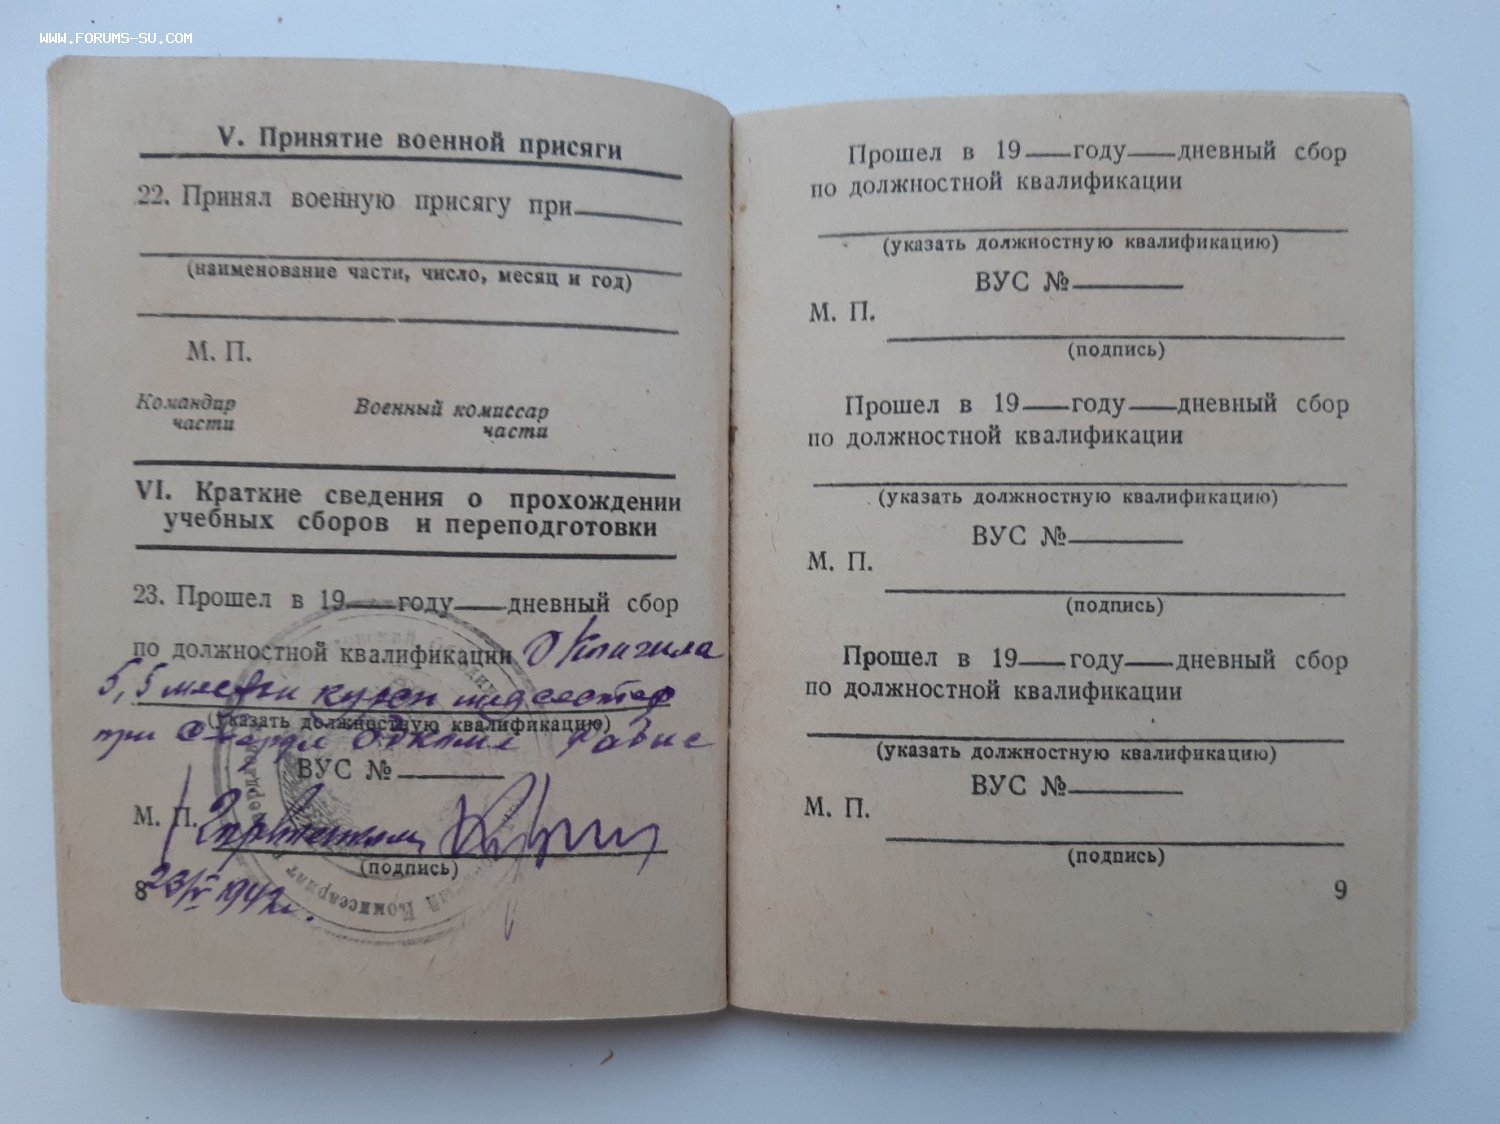 WWW.FORUMS-SU.COM
V. Принятие военной присяги
22. Принял военную присягу при
(наименование части, число, месяц и год)
М. П.
Командир части
Военный комиссар части
VI. Краткие сведения о прохождении
учебных сборов и переподготовки
23. Прошел в 19 году дневный сбор
по должностной квалификации Окончила
5,5 курсы медсестер
(указать должностную квалификацию)
при
ВУС №
М. П.
(подпись)
8
23/V 1942г.
Прошел в 19 году дневный сбор
по должностной квалификации
(указать должностную квалификацию)
ВУС №
М. П.
(подпись)
Прошел в 19 году дневный сбор
по должностной квалификации
(указать должностную квалификацию)
ВУС №
М. П.
(подпись)
Прошел в 19 году дневный сбор
по должностной квалификации
(указать должностную квалификацию)
ВУС №
М. П.
(подпись)
9